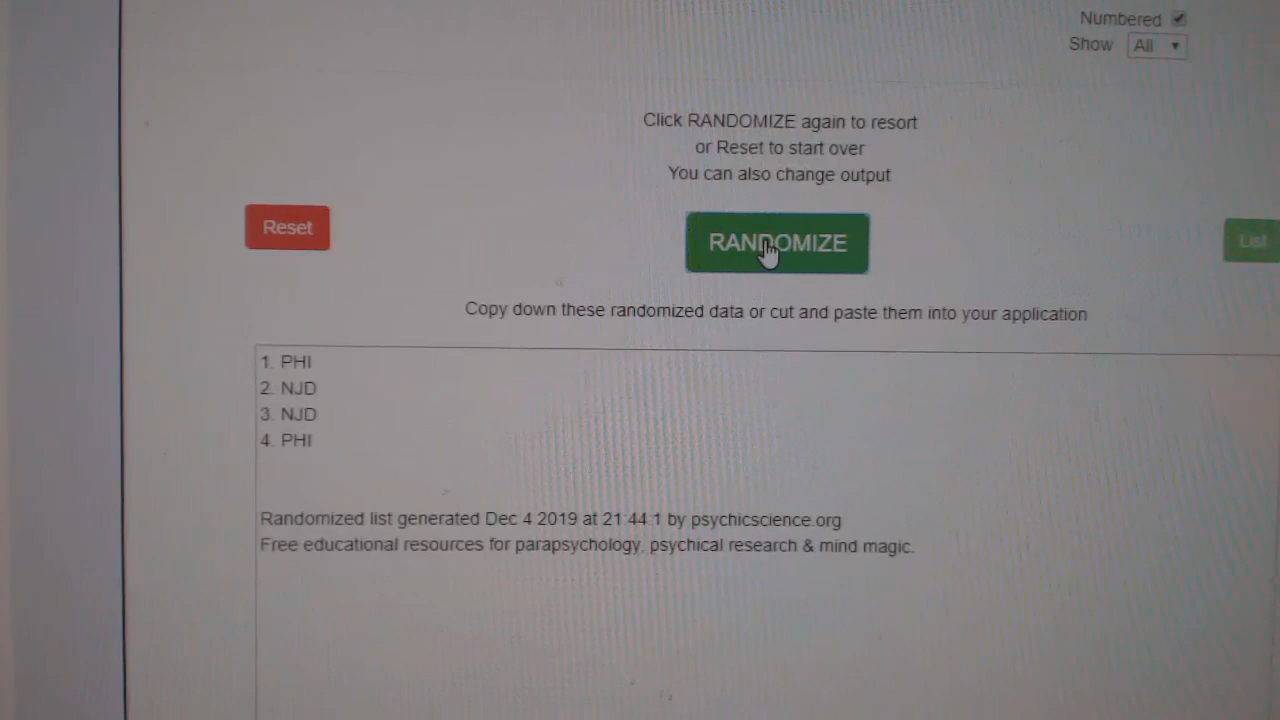 Numbered
Show All
Click RANDOMIZE again to resort
or Reset to start over
You can also change output
Reset
RANDOMIZE
List
Copy down these randomized data or cut and paste them into your application
1. PHI
2. NJD
3. NJD
4. PHI
Randomized list generated Dec 4 2019 at 21:44:1 by psychicscience.org
Free educational resources for parapsychology, psychical research & mind magic.